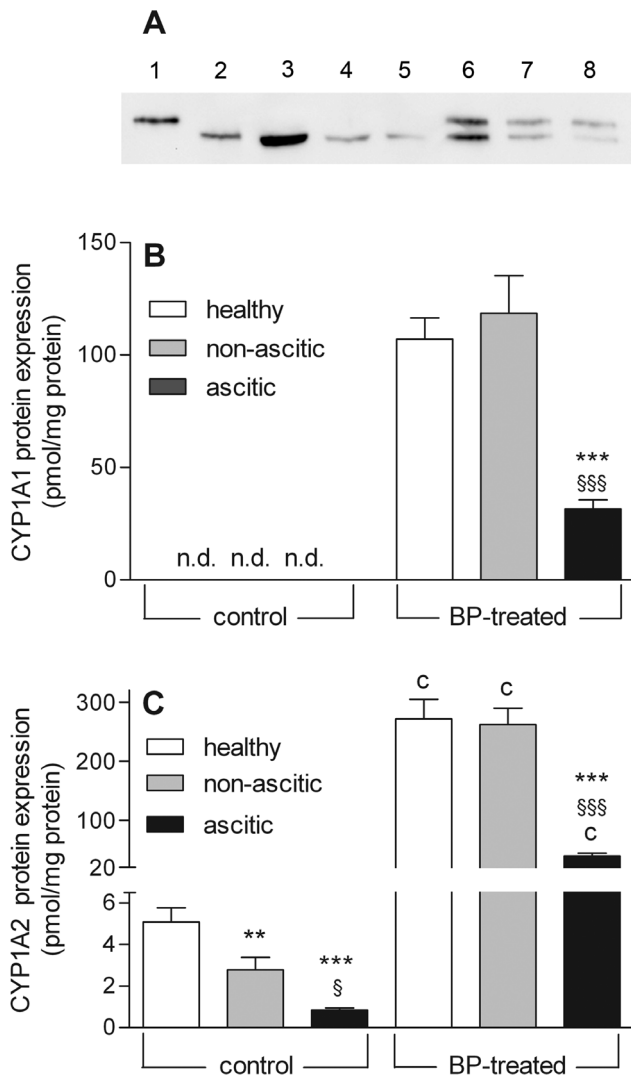 A
1 2 3 4 5 6 7 8
CYP1A1 protein expression
(pmol/mg protein)
150
100
50
0
B
healthy
non-ascitic
ascitic
n.d. n.d. n.d.
***
§§§
control
BP-treated
CYP1A2 protein expression
(pmol/mg protein)
300
200
100
20
6
4
2
0
C
healthy
non-ascitic
ascitic
**
***
§
c
c
***
§§§
c
control
BP-treated